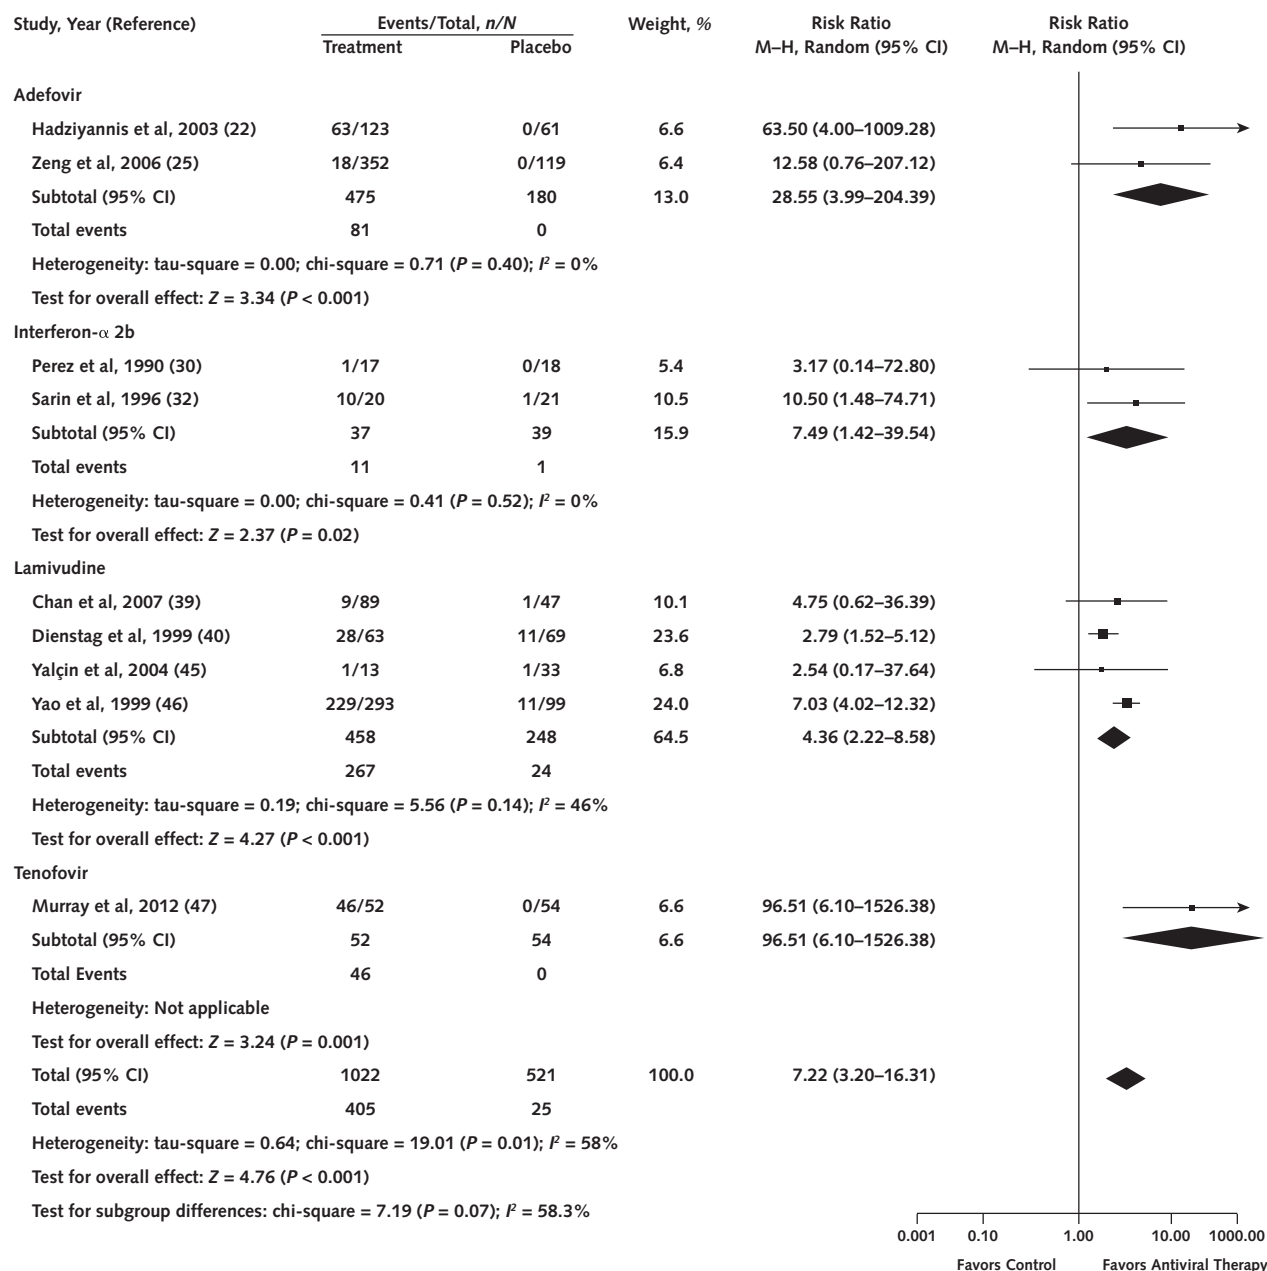 Study, Year (Reference) Events/Total, n/N Weight, % Risk Ratio Risk Ratio
Treatment Placebo M–H, Random (95% CI) M–H, Random (95% CI)
Adefovir
Hadziyannis et al, 2003 (22) 63/123 0/61 6.6 63.50 (4.00–1009.28)
Zeng et al, 2006 (25) 18/352 0/119 6.4 12.58 (0.76–207.12)
Subtotal (95% CI) 475 180 13.0 28.55 (3.99–204.39)
Total events 81 0
Heterogeneity: tau-square = 0.00; chi-square = 0.71 (P = 0.40); I² = 0%
Test for overall effect: Z = 3.34 (P < 0.001)
Interferon-α 2b
Perez et al, 1990 (30) 1/17 0/18 5.4 3.17 (0.14–72.80)
Sarin et al, 1996 (32) 10/20 1/21 10.5 10.50 (1.48–74.71)
Subtotal (95% CI) 37 39 15.9 7.49 (1.42–39.54)
Total events 11 1
Heterogeneity: tau-square = 0.00; chi-square = 0.41 (P = 0.52); I² = 0%
Test for overall effect: Z = 2.37 (P = 0.02)
Lamivudine
Chan et al, 2007 (39) 9/89 1/47 10.1 4.75 (0.62–36.39)
Dienstag et al, 1999 (40) 28/63 11/69 23.6 2.79 (1.52–5.12)
Yalçin et al, 2004 (45) 1/13 1/33 6.8 2.54 (0.17–37.64)
Yao et al, 1999 (46) 229/293 11/99 24.0 7.03 (4.02–12.32)
Subtotal (95% CI) 458 248 64.5 4.36 (2.22–8.58)
Total events 267 24
Heterogeneity: tau-square = 0.19; chi-square = 5.56 (P = 0.14); I² = 46%
Test for overall effect: Z = 4.27 (P < 0.001)
Tenofovir
Murray et al, 2012 (47) 46/52 0/54 6.6 96.51 (6.10–1526.38)
Subtotal (95% CI) 52 54 6.6 96.51 (6.10–1526.38)
Total Events 46 0
Heterogeneity: Not applicable
Test for overall effect: Z = 3.24 (P = 0.001)
Total (95% CI) 1022 521 100.0 7.22 (3.20–16.31)
Total events 405 25
Heterogeneity: tau-square = 0.64; chi-square = 19.01 (P = 0.01); I² = 58%
Test for overall effect: Z = 4.76 (P < 0.001)
Test for subgroup differences: chi-square = 7.19 (P = 0.07); I² = 58.3%
0.001 0.10 1.00 10.00 1000.00
Favors Control Favors Antiviral Therapy